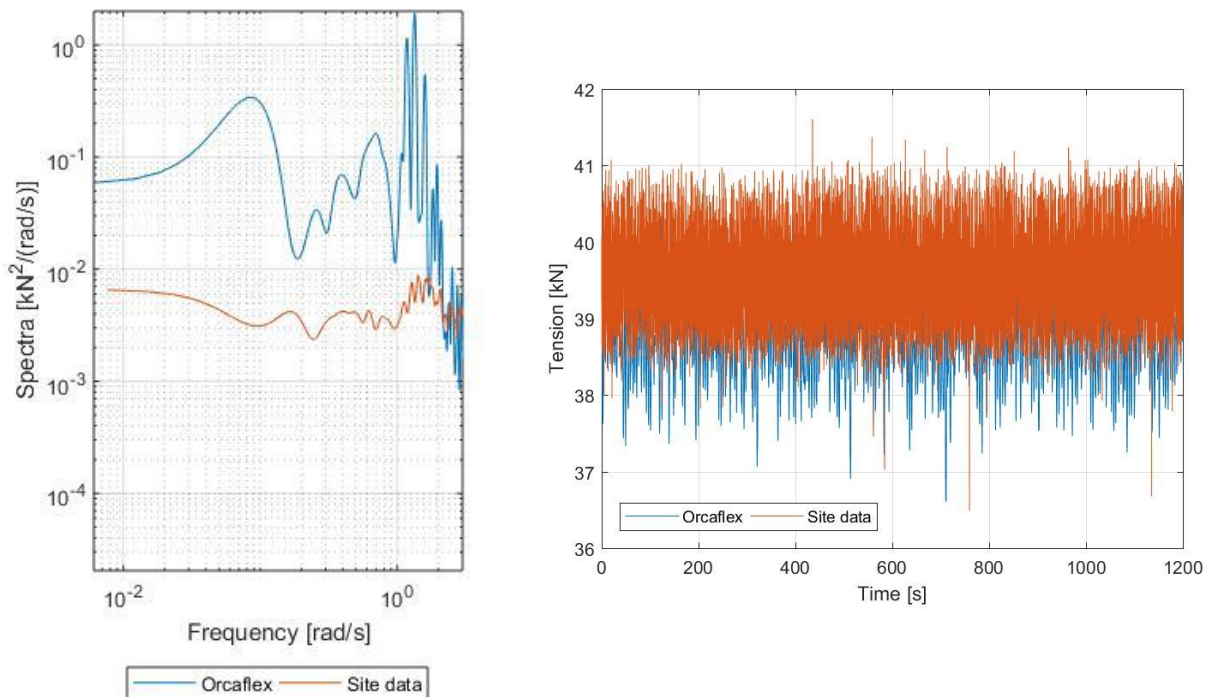 10^0
10^-1
10^-2
10^-3
10^-4
Spectra [kN^2/(rad/s)]
10^-2
10^0
Frequency [rad/s]
Orcaflex
Site data
42
41
40
39
38
37
36
Tension [kN]
Orcaflex
Site data
0
200
400
600
800
1000
1200
Time [s]